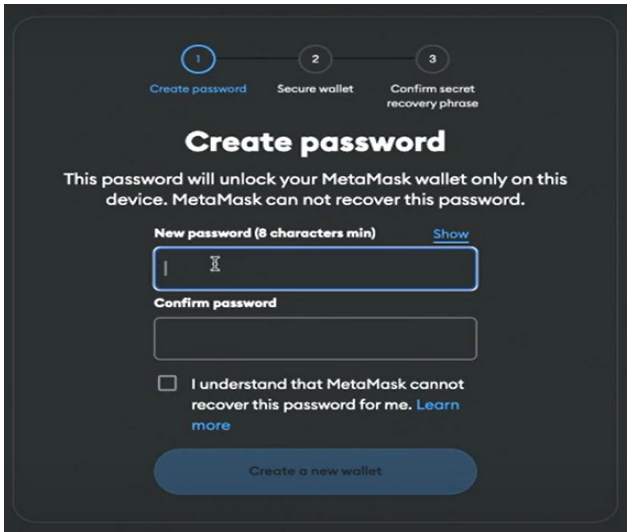 1
2
3
Create password
Secure wallet
Confirm secret
recovery phrase
Create password
This password will unlock your MetaMask wallet only on this
device. MetaMask can not recover this password.
New password (8 characters min)
Show
Confirm password
I understand that MetaMask cannot
recover this password for me. Learn
more
Create a new wallet